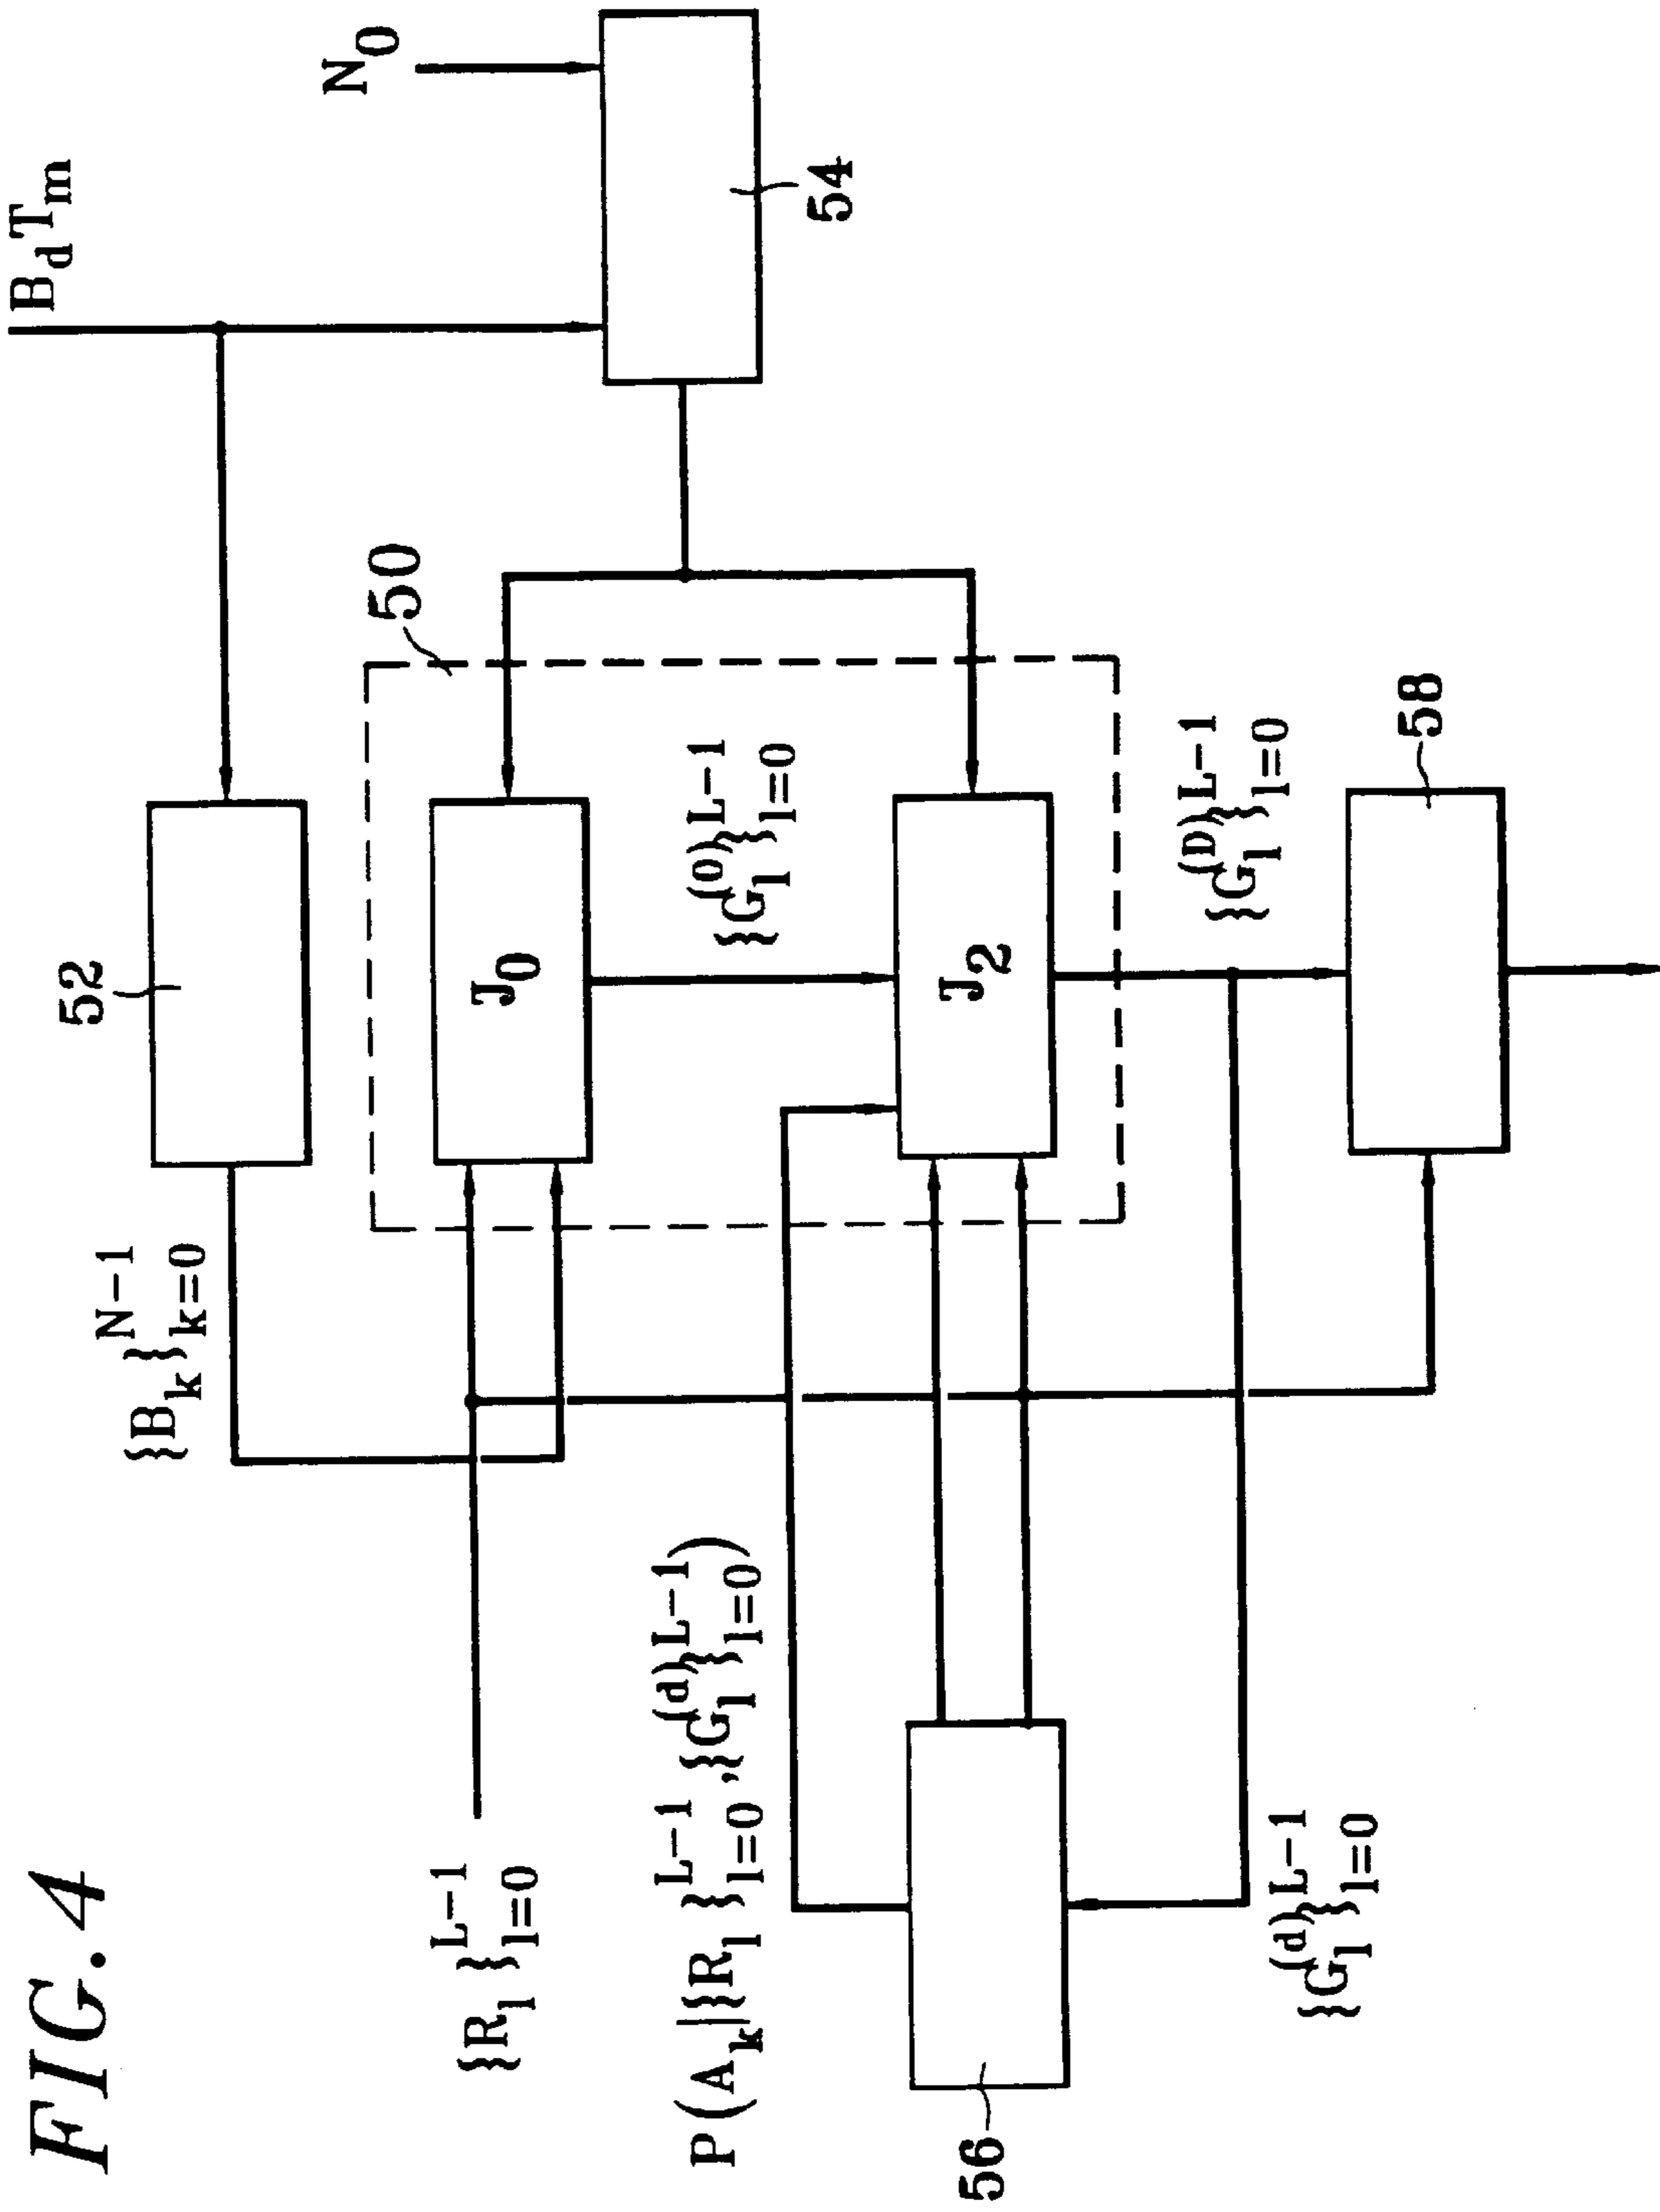 FIG. 4
B_d T_m
N_0
52
54
50
{B_k}_{k=0}^{N-1}
{R_l}_{l=0}^{L-1}
J_0
{G_l^{(0)}}_{l=0}^{L-1}
P(A_k|{R_l}_{l=0}^{L-1},{G_l^{(d)}}_{l=0}^{L-1})
J_2
{G_l^{(D)}}_{l=0}^{L-1}
56
58
{G_l^{(d)}}_{l=0}^{L-1}